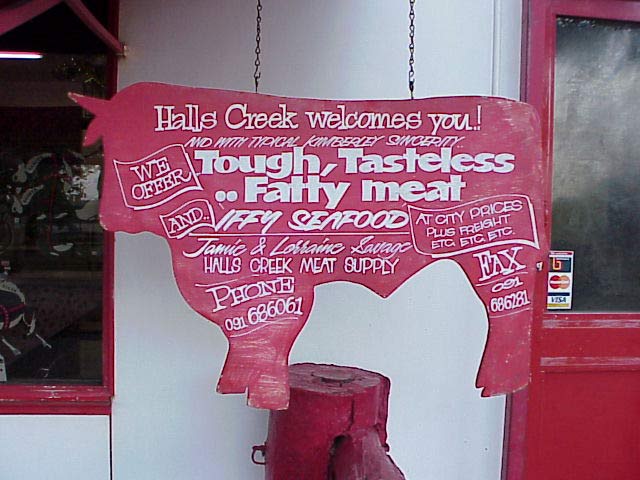 Halls Creek welcomes you.!
AND WITH TYPICAL KIMBERLEY SINCERITY..
WE OFFER
Tough, Tasteless
.. Fatty meat
AND..
IFFY SEAFOOD
AT CITY PRICES
PLUS FREIGHT
ETC. ETC. ETC.
Jamie & Lorraine Savage
HALLS CREEK MEAT SUPPLY
PHONE
091 686061
FAX
091
686281
MasterCard
VISA